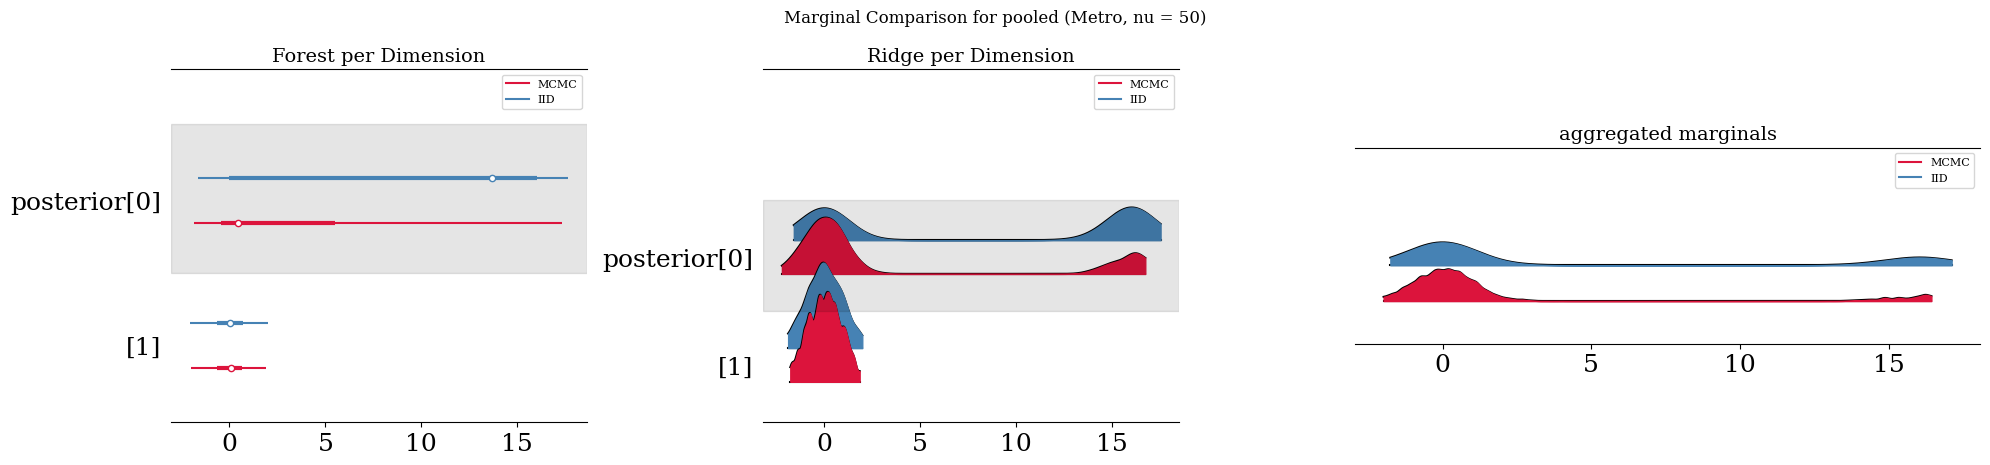 Marginal Comparison for pooled (Metro, nu = 50)
Forest per Dimension
MCMC
IID
posterior[0]
[1]
0 5 10 15
Ridge per Dimension
MCMC
IID
posterior[0]
[1]
0 5 10 15
aggregated marginals
MCMC
IID
0 5 10 15